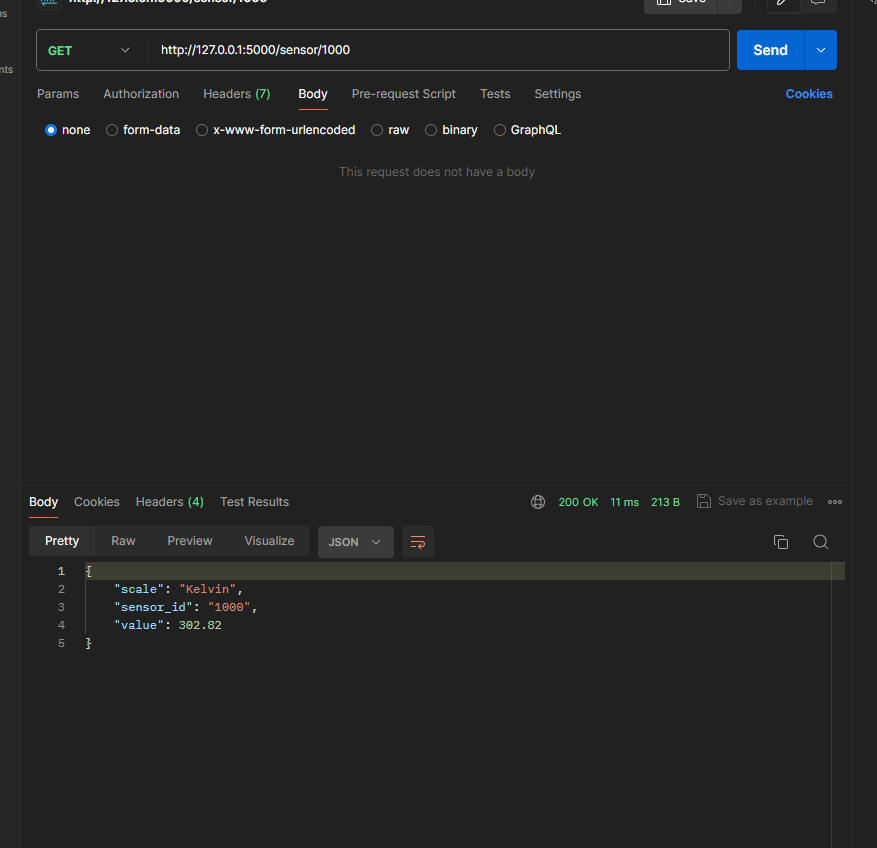 Save
GET http://127.0.0.1:5000/sensor/1000 Send
Params Authorization Headers (7) Body Pre-request Script Tests Settings Cookies
none form-data x-www-form-urlencoded raw binary GraphQL
This request does not have a body
Body Cookies Headers (4) Test Results 200 OK 11 ms 213 B Save as example
Pretty Raw Preview Visualize JSON
1 {
2 "scale": "Kelvin",
3 "sensor_id": "1000",
4 "value": 302.82
5 }